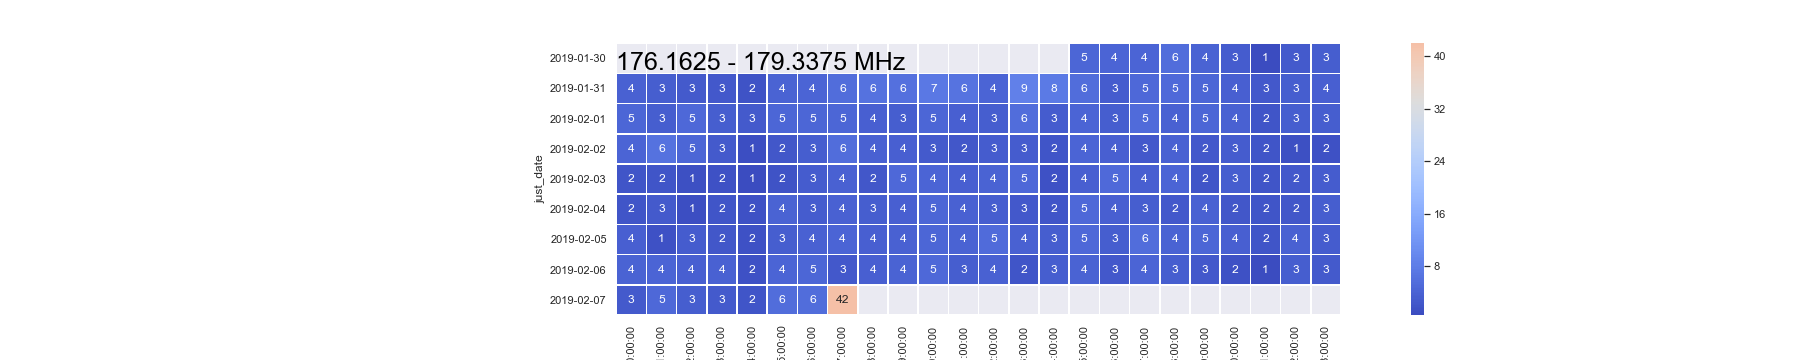 176.1625 - 179.3375 MHz
2019-01-30 5 4 4 6 4 3 1 3 3
2019-01-31 4 3 3 3 2 4 4 6 6 6 7 6 4 9 8 6 3 5 5 5 4 3 3 4
2019-02-01 5 3 5 3 3 5 5 5 4 3 5 4 3 6 3 4 3 5 4 5 4 2 3 3
2019-02-02 4 6 5 3 1 2 3 6 4 4 3 2 3 3 2 4 4 3 4 2 3 2 1 2
2019-02-03 2 2 1 2 1 2 3 4 2 5 4 4 4 5 2 4 5 4 4 2 3 2 2 3
2019-02-04 2 3 1 2 2 4 3 4 3 4 5 4 3 3 2 5 4 3 2 4 2 2 2 3
2019-02-05 4 1 3 2 2 3 4 4 4 4 5 4 5 4 3 5 3 6 4 5 4 2 4 3
2019-02-06 4 4 4 4 2 4 5 3 4 4 5 3 4 2 3 4 3 4 3 3 2 1 3 3
2019-02-07 3 5 3 3 2 6 6 42
just_date
40
32
24
16
8